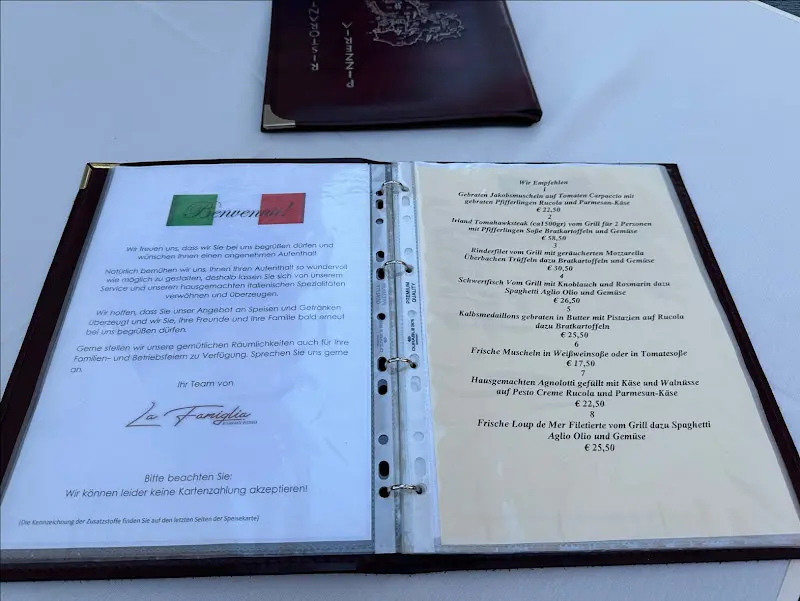 RISTORANT
PIZZERIA
Benvenuto!
Wir freuen uns, dass wir Sie bei uns begrüßen dürfen und
wünschen Ihnen einen angenehmen Aufenthalt
Natürlich bemühen wir uns, Ihnen Ihren Aufenthalt so wundervoll
wie möglich zu gestalten, deshalb lassen Sie sich von unserem
Service und unseren hausgemachten italienischen Spezialitäten
verwöhnen und überzeugen.
Wir hoffen, dass Sie unser Angebot an Speisen und Getränken
überzeugt und wir Sie, Ihre Freunde und Ihre Familie bald erneut
bei uns begrüßen dürfen.
Gerne stellen wir unsere gemütlichen Räumlichkeiten auch für Ihre
Familien- und Betriebsfeiern zu Verfügung. Sprechen Sie uns gerne
an.
Ihr Team von
La Famiglia
Bitte beachten Sie:
Wir können leider keine Kartenzahlung akzeptieren!
(Die Kennzeichnung der Zusatzstoffe finden Sie auf den letzten Seiten der Speisekarte)
PREMIUM
QUALITY
Wir Empfehlen
1
Gebraten Jakobsmuscheln auf Tomaten Carpaccio mit
gebraten Pfifferlingen Rucola und Parmesan-Käse
€ 22,50
2
Irland Tomahawksteak (ca1500gr) vom Grill für 2 Personen
mit Pfifferlingen Soße Bratkartoffeln und Gemüse
€ 58,50
3
Rinderfilet vom Grill mit geräucherten Mozzarella
Überbachen Trüffeln dazu Bratkartoffeln und Gemüse
€ 30,50
4
Schwertfisch Vom Grill mit Knoblauch und Rosmarin dazu
Spaghetti Aglio Olio und Gemüse
€ 26,50
5
Kalbsmedaillons gebraten in Butter mit Pistazien auf Rucola
dazu Bratkartoffeln
€ 25,50
6
Frische Muscheln in Weißweinsoße oder in Tomatesoße
€ 17,50
7
Hausgemachten Agnolotti gefüllt mit Käse und Walnüsse
auf Pesto Creme Rucola und Parmesan-Käse
€ 22,50
8
Frische Loup de Mer Filetierte vom Grill dazu Spaghetti
Aglio Olio und Gemüse
€ 25,50